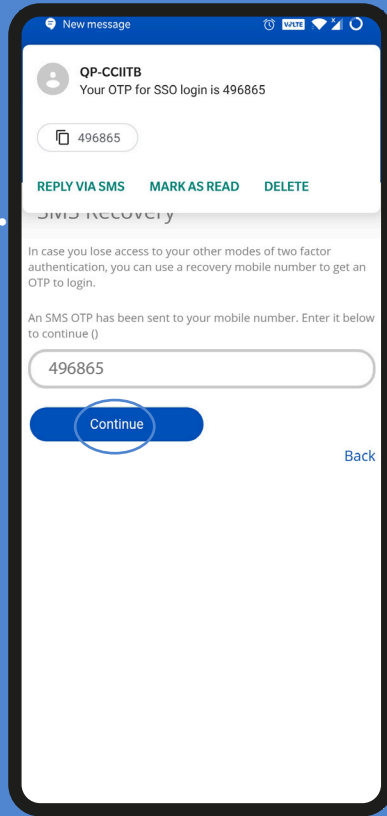 New message
VoLTE
QP-CCIITB
Your OTP for SSO login is 496865
496865
REPLY VIA SMS MARK AS READ DELETE
SMS Recovery
In case you lose access to your other modes of two factor
authentication, you can use a recovery mobile number to get an
OTP to login.
An SMS OTP has been sent to your mobile number. Enter it below
to continue ()
496865
Continue
Back